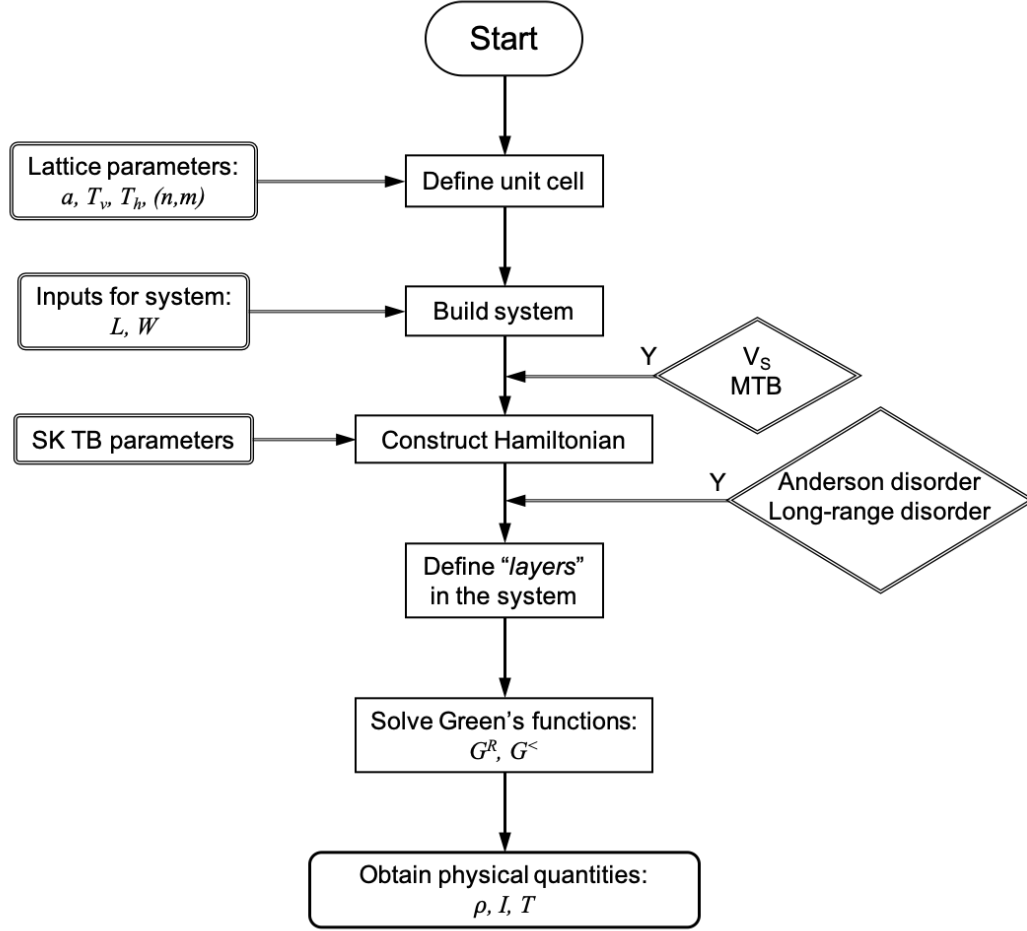 Start
Lattice parameters:
a, Tᵥ, Tₕ, (n,m)
Define unit cell
Inputs for system:
L, W
Build system
Y
V_S
MTB
SK TB parameters
Construct Hamiltonian
Y
Anderson disorder
Long-range disorder
Define “layers”
in the system
Solve Green’s functions:
Gᴿ, G^<
Obtain physical quantities:
ρ, I, T